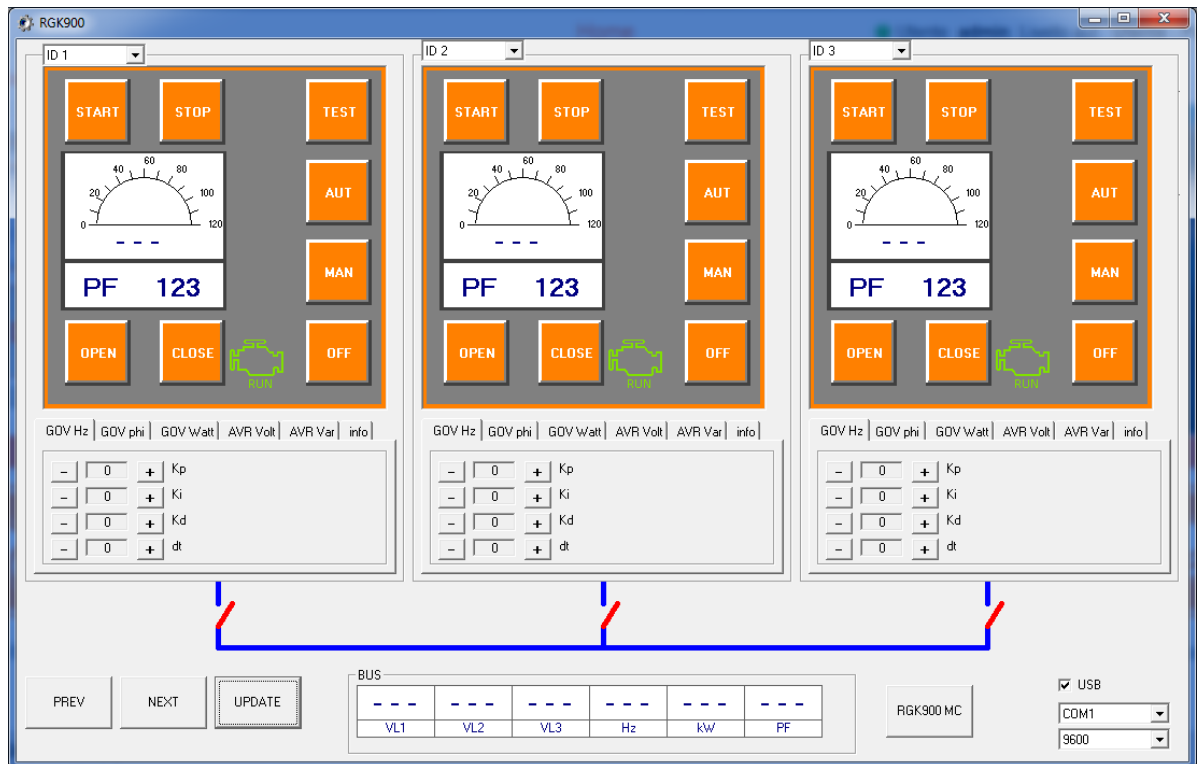 RGK900
ID 1
START STOP TEST
60
40 80
20 100
0 120
- - -
AUT
PF 123
MAN
OPEN CLOSE RUN OFF
GOV Hz GOV phi GOV Watt AVR Volt AVR Var info
- 0 + Kp
- 0 + Ki
- 0 + Kd
- 0 + dt
ID 2
START STOP TEST
60
40 80
20 100
0 120
- - -
AUT
PF 123
MAN
OPEN CLOSE RUN OFF
GOV Hz GOV phi GOV Watt AVR Volt AVR Var info
- 0 + Kp
- 0 + Ki
- 0 + Kd
- 0 + dt
ID 3
START STOP TEST
60
40 80
20 100
0 120
- - -
AUT
PF 123
MAN
OPEN CLOSE RUN OFF
GOV Hz GOV phi GOV Watt AVR Volt AVR Var info
- 0 + Kp
- 0 + Ki
- 0 + Kd
- 0 + dt
PREV NEXT UPDATE
BUS
- - - - - - - - - - - - - - - - - -
VL1 VL2 VL3 Hz kW PF
RGK900 MC
USB
COM1
9600